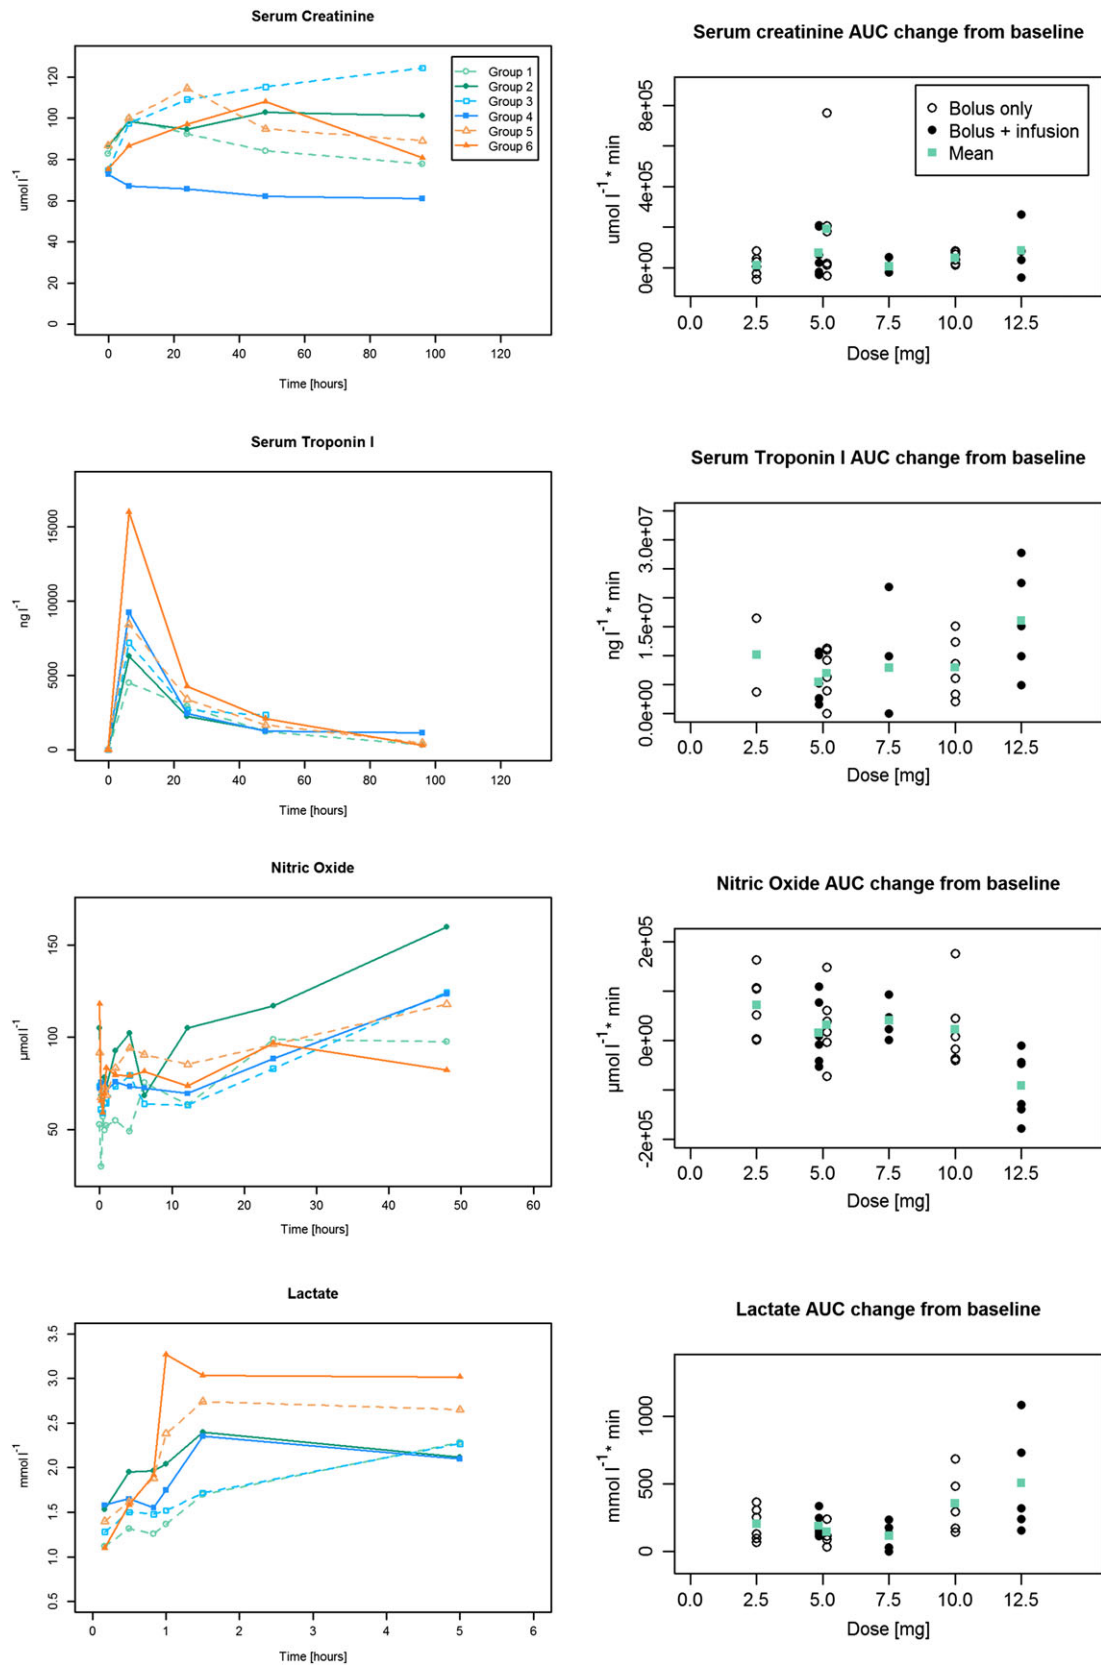 Serum Creatinine
umol l⁻¹
120
100
80
60
40
20
0
Group 1
Group 2
Group 3
Group 4
Group 5
Group 6
0 20 40 60 80 100 120
Time [hours]
Serum creatinine AUC change from baseline
umol l⁻¹ * min
8e+05
4e+05
0e+00
Bolus only
Bolus + infusion
Mean
0.0 2.5 5.0 7.5 10.0 12.5
Dose [mg]
Serum Troponin I
ng l⁻¹
15000
10000
5000
0
0 20 40 60 80 100 120
Time [hours]
Serum Troponin I AUC change from baseline
ng l⁻¹ * min
3.0e+07
1.5e+07
0.0e+00
0.0 2.5 5.0 7.5 10.0 12.5
Dose [mg]
Nitric Oxide
µmol l⁻¹
150
100
50
0 10 20 30 40 50 60
Time [hours]
Nitric Oxide AUC change from baseline
µmol l⁻¹ * min
2e+05
0e+00
-2e+05
0.0 2.5 5.0 7.5 10.0 12.5
Dose [mg]
Lactate
mmol l⁻¹
3.5
3.0
2.5
2.0
1.5
1.0
0.5
0 1 2 3 4 5 6
Time [hours]
Lactate AUC change from baseline
mmol l⁻¹* min
1000
500
0
0.0 2.5 5.0 7.5 10.0 12.5
Dose [mg]